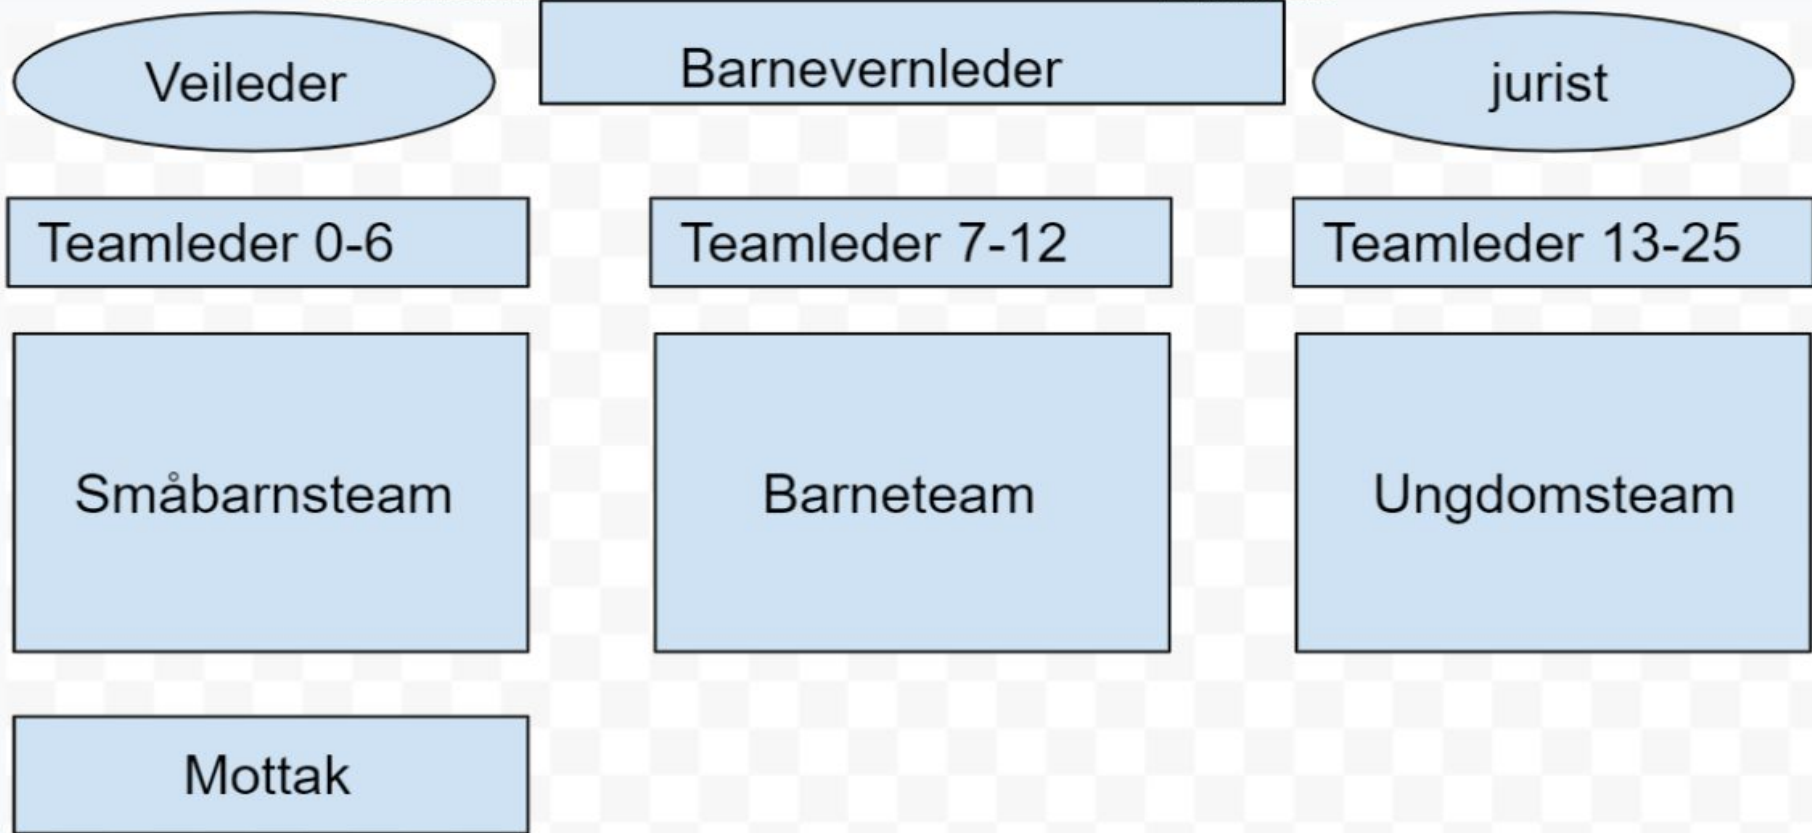 Veileder
Barnevernleder
jurist
Teamleder 0-6
Teamleder 7-12
Teamleder 13-25
Småbarnsteam
Barneteam
Ungdomsteam
Mottak